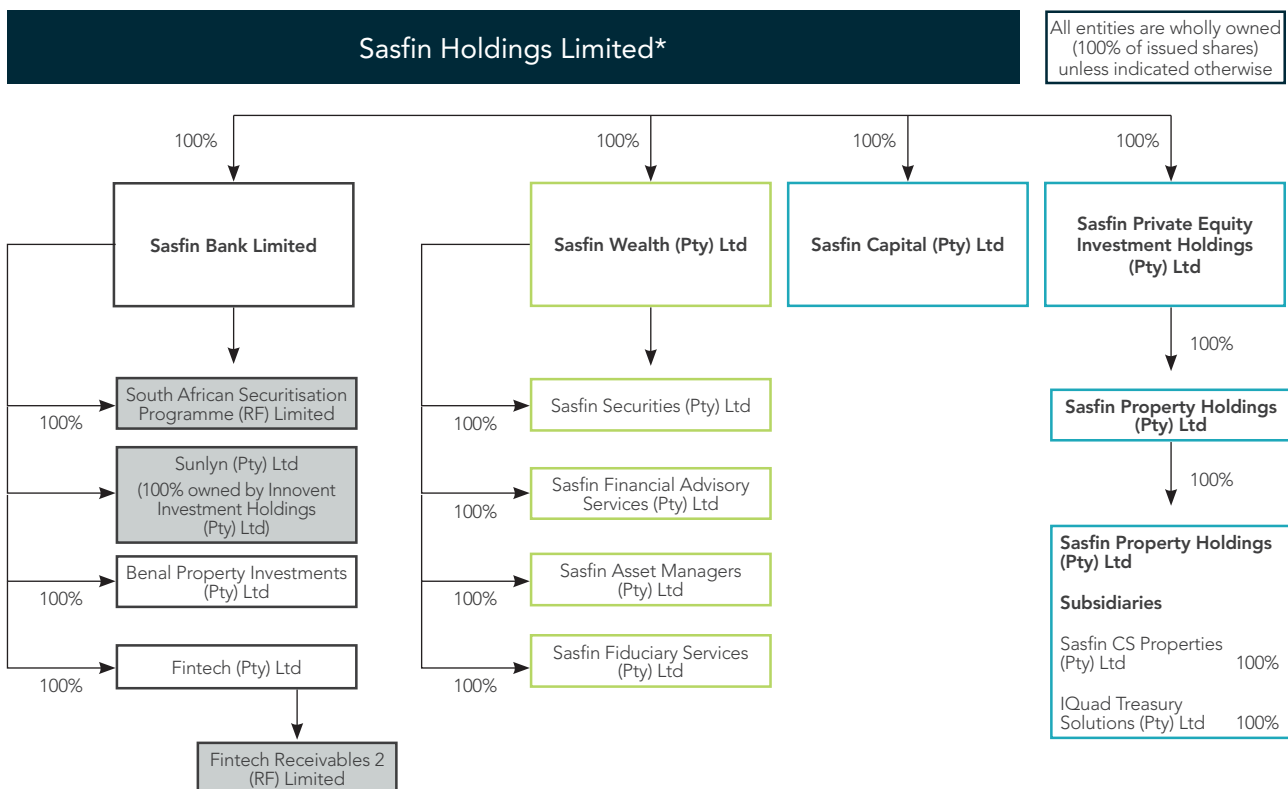 Sasfin Holdings Limited*
All entities are wholly owned
(100% of issued shares)
unless indicated otherwise
100%
100%
100%
100%
Sasfin Bank Limited
Sasfin Wealth (Pty) Ltd
Sasfin Capital (Pty) Ltd
Sasfin Private Equity
Investment Holdings
(Pty) Ltd
South African Securitisation
Programme (RF) Limited
100%
Sunlyn (Pty) Ltd
(100% owned by Innovent
Investment Holdings
(Pty) Ltd)
100%
Benal Property Investments
(Pty) Ltd
100%
Fintech (Pty) Ltd
100%
Fintech Receivables 2
(RF) Limited
Sasfin Securities (Pty) Ltd
100%
Sasfin Financial Advisory
Services (Pty) Ltd
100%
Sasfin Asset Managers
(Pty) Ltd
100%
Sasfin Fiduciary Services
(Pty) Ltd
100%
100%
Sasfin Property Holdings
(Pty) Ltd
100%
Sasfin Property Holdings
(Pty) Ltd
Subsidiaries
Sasfin CS Properties
(Pty) Ltd 100%
IQuad Treasury
Solutions (Pty) Ltd 100%